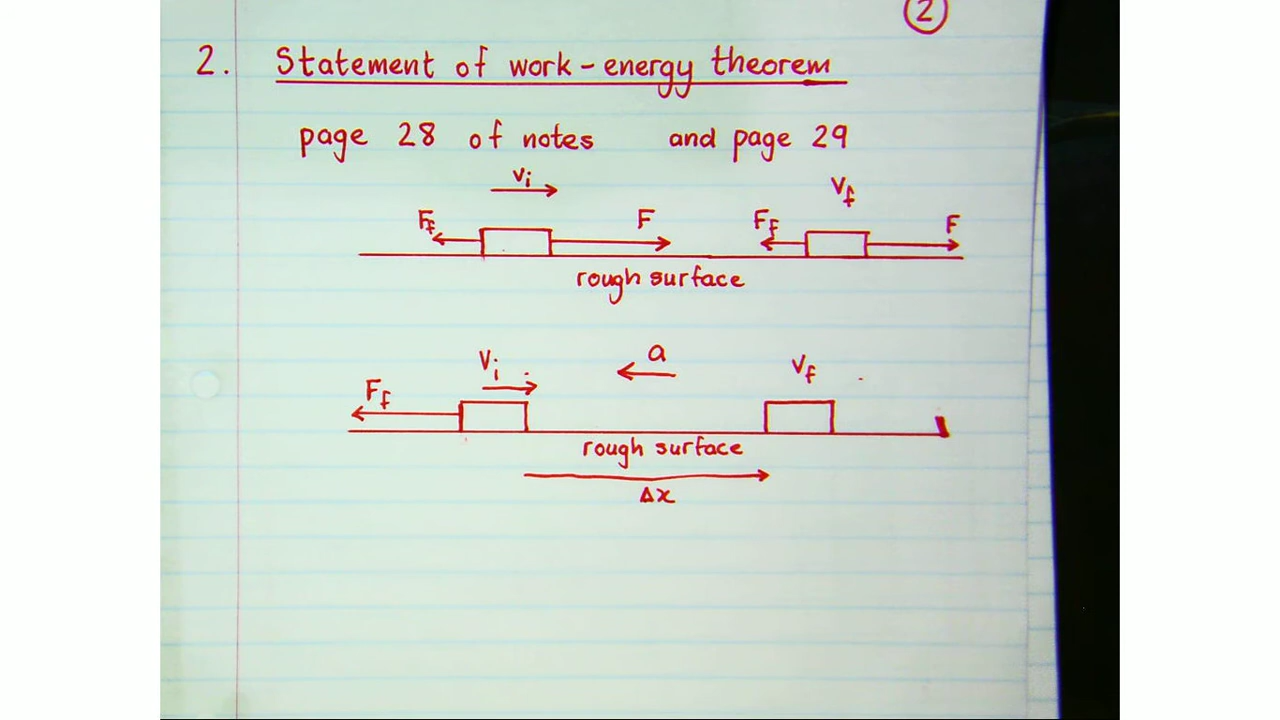 2
2. Statement of work-energy theorem
page 28 of notes and page 29
vi vf
Ff F Ff F
rough surface
vi a vf
Ff
rough surface
Δx